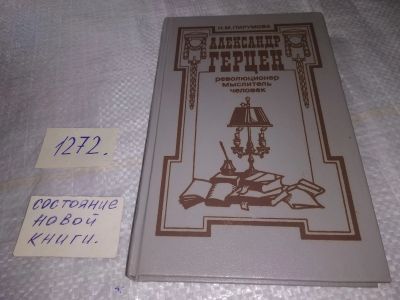 Н.М.ПИРУМОВА
АЛЕКСАНДР
ГЕРЦЕН
революционер
мыслитель
человек
1272.
состояние
новой
книги.